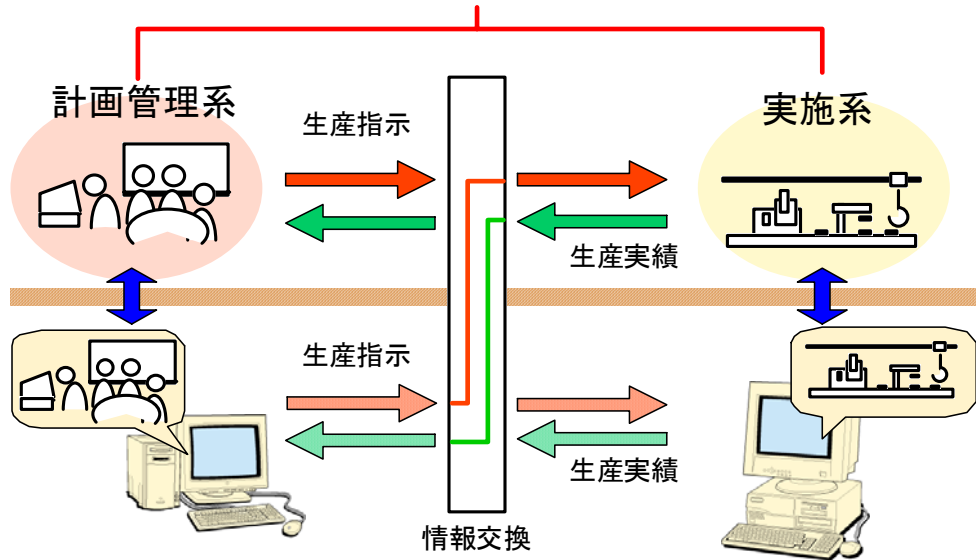 計画管理系
実施系
生産指示
生産実績
生産指示
生産実績
情報交換